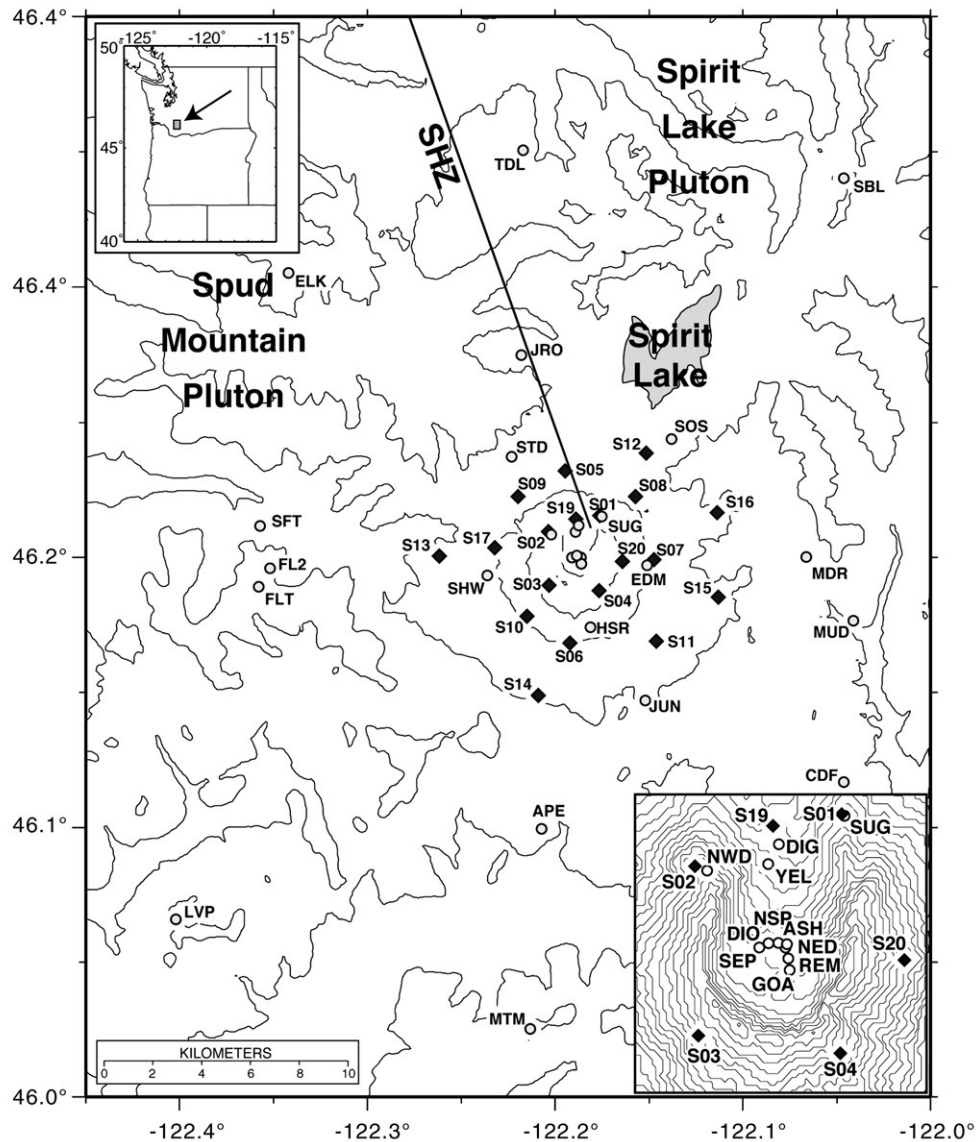 46.4°
-125° -120° -115°
50°
45°
40°
Spirit
Lake
Pluton
SHZ
TDL
SBL
46.4°
ELK
Spud
Mountain
Pluton
JRO
Spirit
Lake
SOS
S12
STD
S05
S09
S08
S19
S01
SUG
S16
SFT
S13
S17
S02
S20
S07
FL2
SHW
EDM
MDR
FLT
S03
S04
S15
S10
HSR
MUD
S06
S11
S14
JUN
46.2°
CDF
46.1°
APE
S19
S01
SUG
DIG
NWD
YEL
S02
NSP
DIO
ASH
NED
S20
SEP
REM
GOA
S03
S04
LVP
MTM
KILOMETERS
0 2 4 6 8 10
46.0°
-122.4° -122.3° -122.2° -122.1° -122.0°